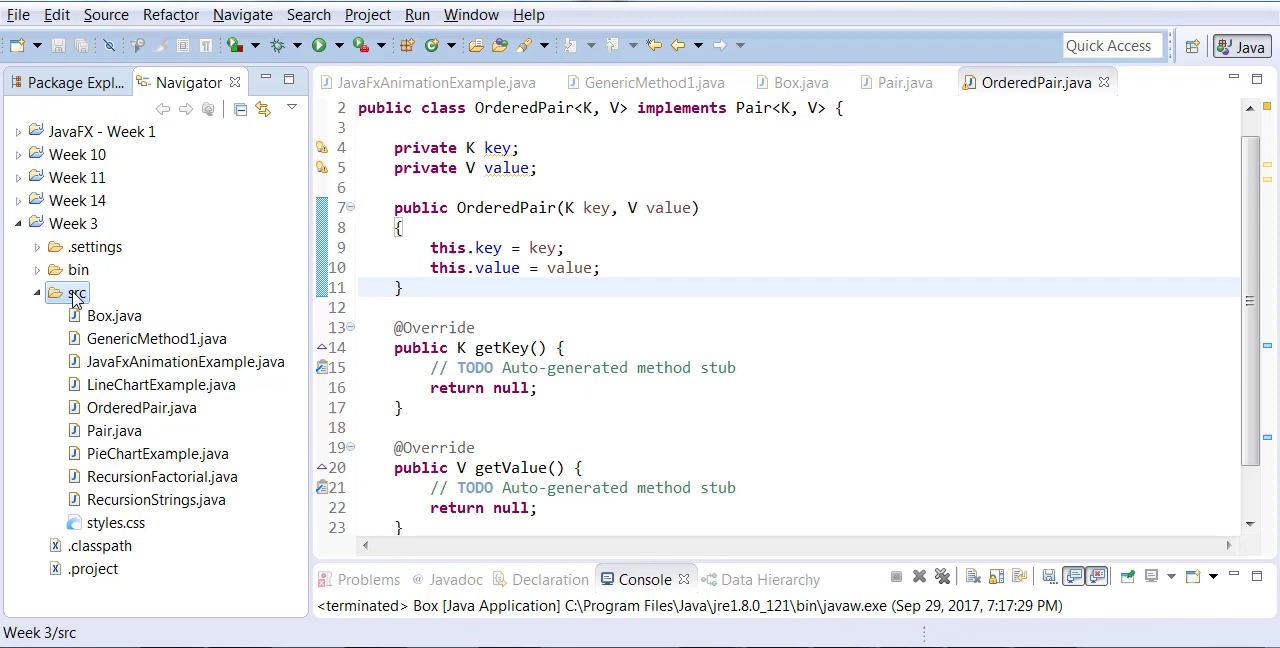 File Edit Source Refactor Navigate Search Project Run Window Help
Quick Access
Java
Package Expl...
Navigator
JavaFxAnimationExample.java
GenericMethod1.java
Box.java
Pair.java
OrderedPair.java
JavaFX - Week 1
Week 10
Week 11
Week 14
Week 3
.settings
bin
src
Box.java
GenericMethod1.java
JavaFxAnimationExample.java
LineChartExample.java
OrderedPair.java
Pair.java
PieChartExample.java
RecursionFactorial.java
RecursionStrings.java
styles.css
.classpath
.project
2 public class OrderedPair<K, V> implements Pair<K, V> {
3
4 private K key;
5 private V value;
6
7 public OrderedPair(K key, V value)
8 {
9 this.key = key;
10 this.value = value;
11 }
12
13 @Override
14 public K getKey() {
15 // TODO Auto-generated method stub
16 return null;
17 }
18
19 @Override
20 public V getValue() {
21 // TODO Auto-generated method stub
22 return null;
23 }
Problems
@ Javadoc
Declaration
Console
Data Hierarchy
<terminated> Box [Java Application] C:\Program Files\Java\jre1.8.0_121\bin\javaw.exe (Sep 29, 2017, 7:17:29 PM)
Week 3/src